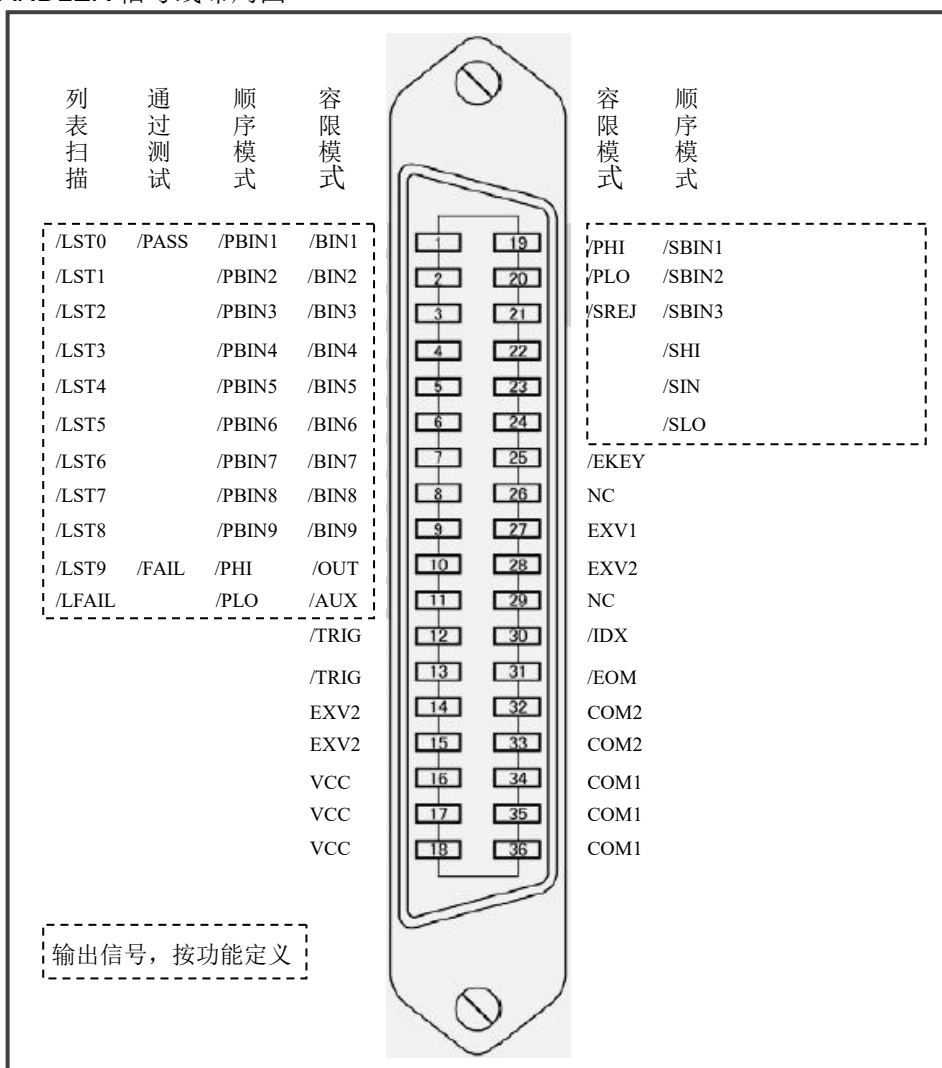 列表扫描 通过测试 顺序模式 容限模式 容限模式 顺序模式
/LST0 /PASS /PBIN1 /BIN1 1 19 /PHI /SBIN1
/LST1 /PBIN2 /BIN2 2 20 /PLO /SBIN2
/LST2 /PBIN3 /BIN3 3 21 /SREJ /SBIN3
/LST3 /PBIN4 /BIN4 4 22 /SHI
/LST4 /PBIN5 /BIN5 5 23 /SIN
/LST5 /PBIN6 /BIN6 6 24 /SLO
/LST6 /PBIN7 /BIN7 7 25 /EKEY
/LST7 /PBIN8 /BIN8 8 26 NC
/LST8 /PBIN9 /BIN9 9 27 EXV1
/LST9 /FAIL /PHI /OUT 10 28 EXV2
/LFAIL /PLO /AUX 11 29 NC
/TRIG 12 30 /IDX
/TRIG 13 31 /EOM
EXV2 14 32 COM2
EXV2 15 33 COM2
VCC 16 34 COM1
VCC 17 35 COM1
VCC 18 36 COM1
输出信号，按功能定义